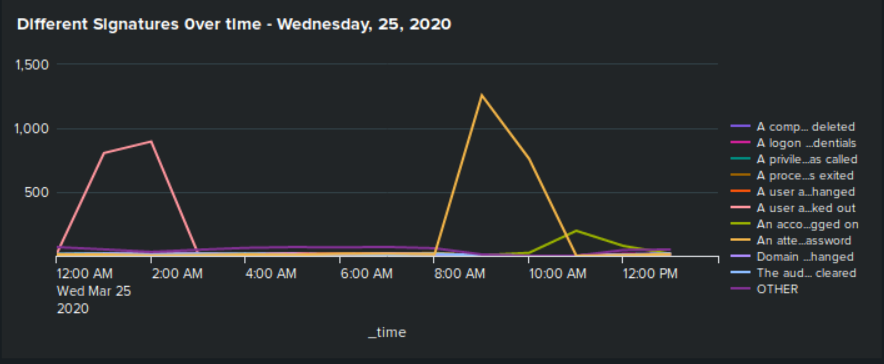 Different Signatures Over time - Wednesday, 25, 2020
1,500
1,000
500
12:00 AM
Wed Mar 25
2020
2:00 AM
4:00 AM
6:00 AM
8:00 AM
10:00 AM
12:00 PM
_time
A comp... deleted
A logon ...dentials
A privile...as called
A proce...s exited
A user a...hanged
A user a...ked out
An acco...gged on
An atte...assword
Domain ...hanged
The aud... cleared
OTHER